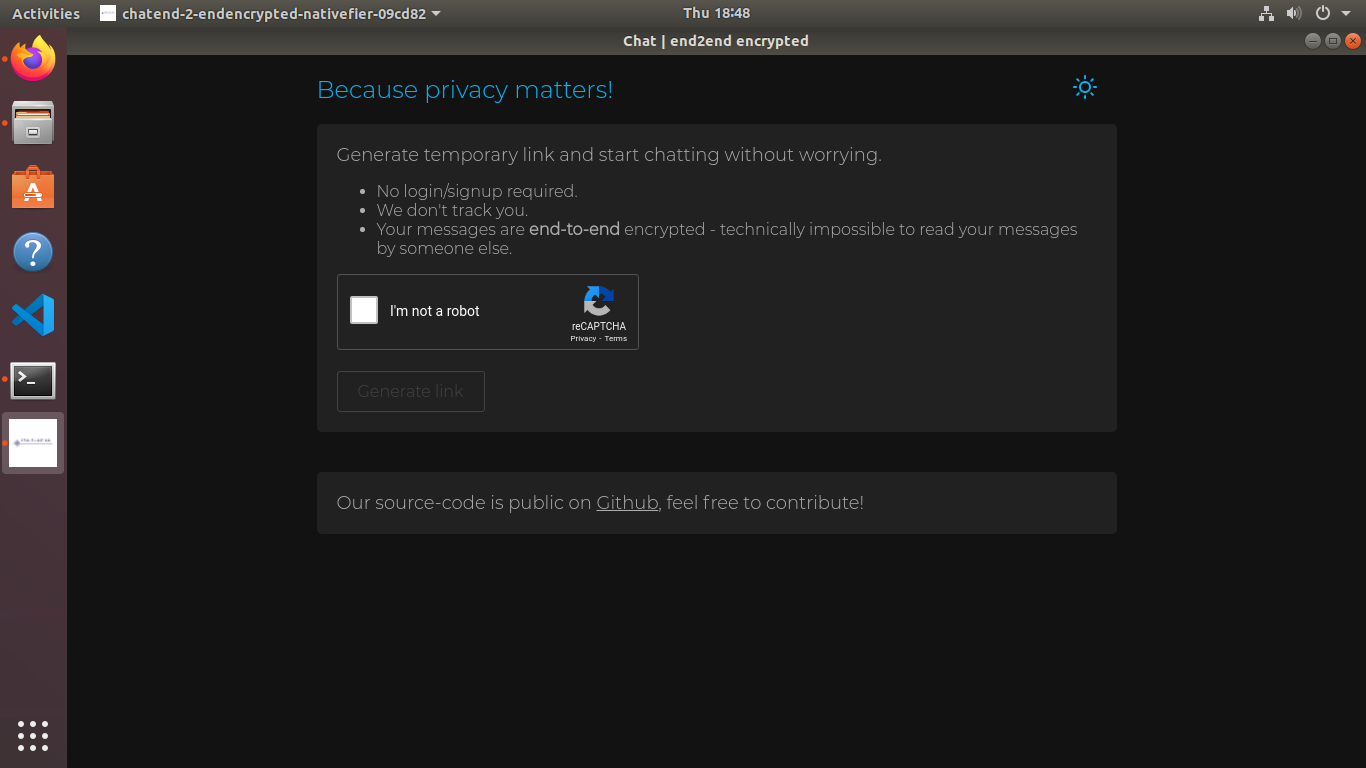 Activities
chatend-2-endencrypted-nativefier-09cd82
Thu 18:48
Chat | end2end encrypted
Because privacy matters!
Generate temporary link and start chatting without worrying.
No login/signup required.
We don't track you.
Your messages are end-to-end encrypted - technically impossible to read your messages
by someone else.
I'm not a robot
reCAPTCHA
Privacy - Terms
Generate link
Our source-code is public on Github, feel free to contribute!